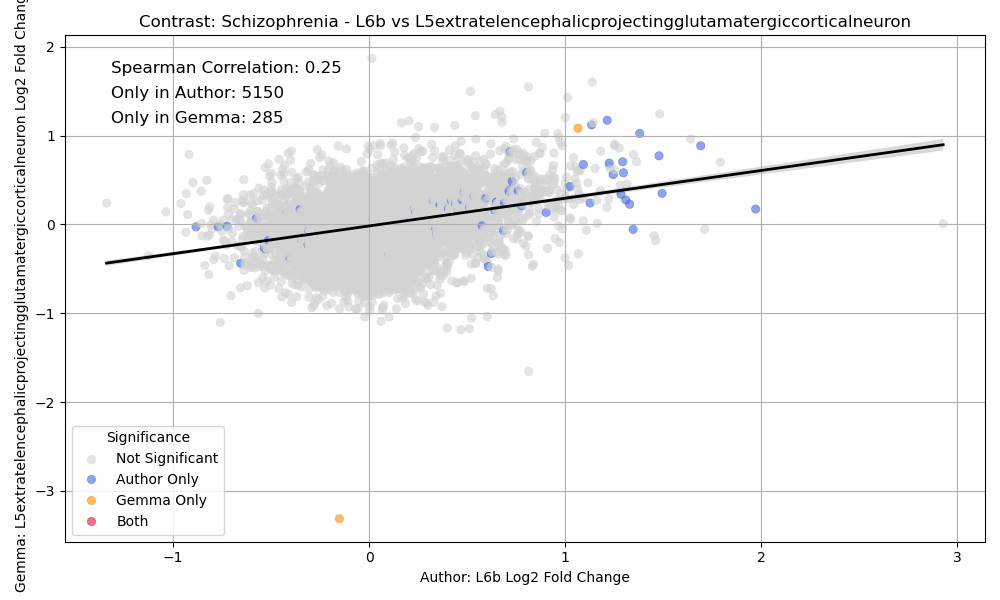 Contrast: Schizophrenia - L6b vs L5extratelencephalicprojectingglutamatergiccorticalneuron
Gemma: L5extratelencephalicprojectingglutamatergiccorticalneuron Log2 Fold Chang
2
1
0
−1
−2
−3
Spearman Correlation: 0.25
Only in Author: 5150
Only in Gemma: 285
Significance
Not Significant
Author Only
Gemma Only
Both
−1
0
1
2
3
Author: L6b Log2 Fold Change